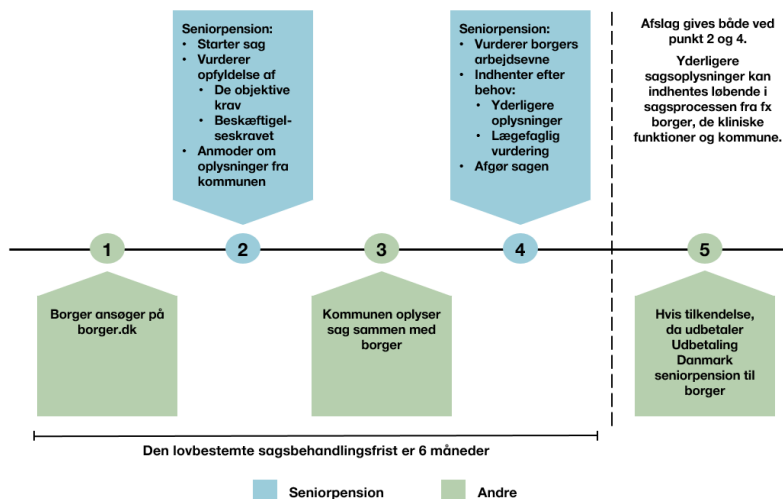 Seniorpension:
• Starter sag
• Vurderer
opfyldelse af
• De objektive
krav
• Beskæftigel-
seskravet
• Anmoder om
oplysninger fra
kommunen
Seniorpension:
• Vurderer borgers
arbejdsevne
• Indhenter efter
behov:
• Yderligere
oplysninger
• Lægefaglig
vurdering
• Afgør sagen
Afslag gives både ved
punkt 2 og 4.
Yderligere
sagsoplysninger kan
indhentes løbende i
sagsprocessen fra fx
borger, de kliniske
funktioner og kommune.
1
2
3
4
5
Borger ansøger på
borger.dk
Kommunen oplyser
sag sammen med
borger
Hvis tilkendelse,
da udbetaler
Udbetaling
Danmark
seniorpension til
borger
Den lovbestemte sagsbehandlingsfrist er 6 måneder
Seniorpension
Andre